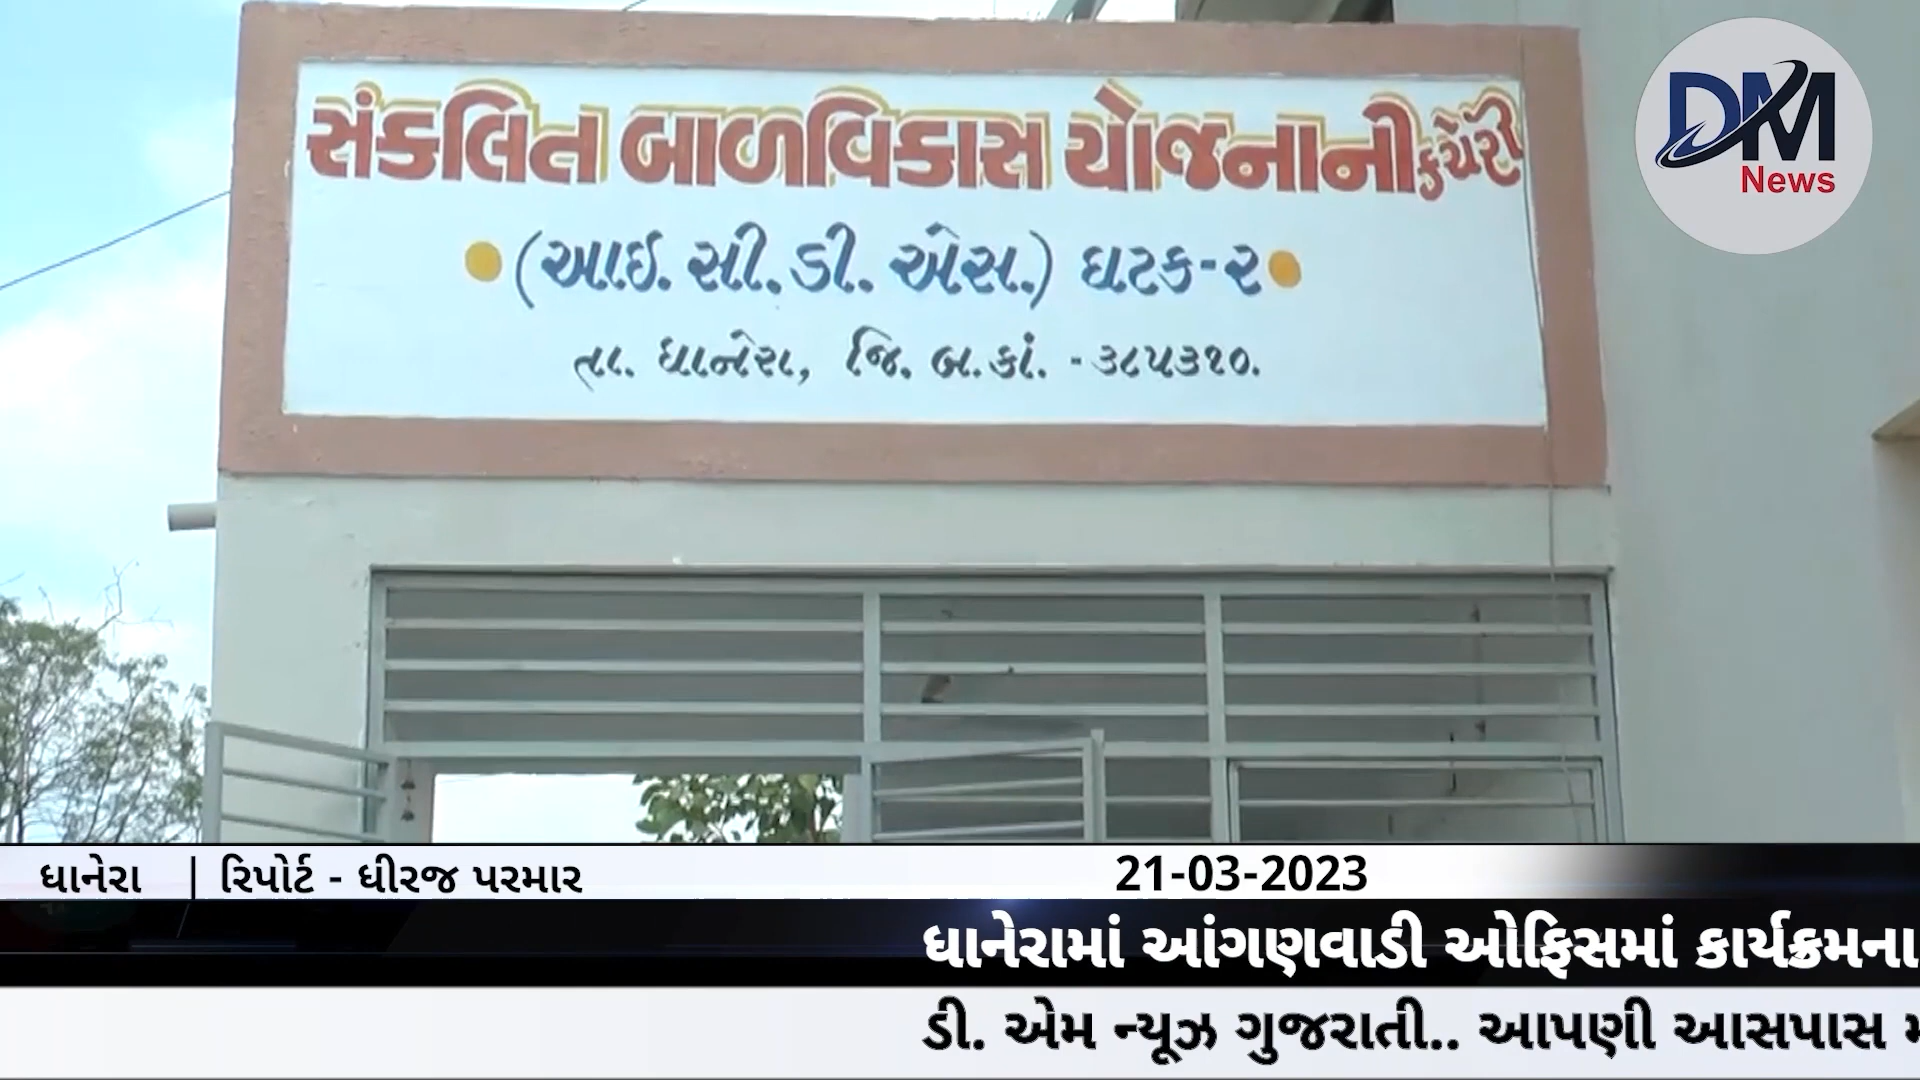 સંકલિત બાળવિકાસ યોજનાની કચેરી
(આઇ. સી. ડી. એસ.) ઘટક-૨
તા. ધાનેરા, જિ. બ.કાં. -૩૮૫૩૧૦.
DM
News
ધાનેરા | રિપોર્ટ - ધીરજ પરમાર
21-03-2023
ધાનેરામાં આંગણવાડી ઓફિસમાં કાર્યક્રમના
ડી. એમ ન્યૂઝ ગુજરાતી.. આપણી આસપાસ